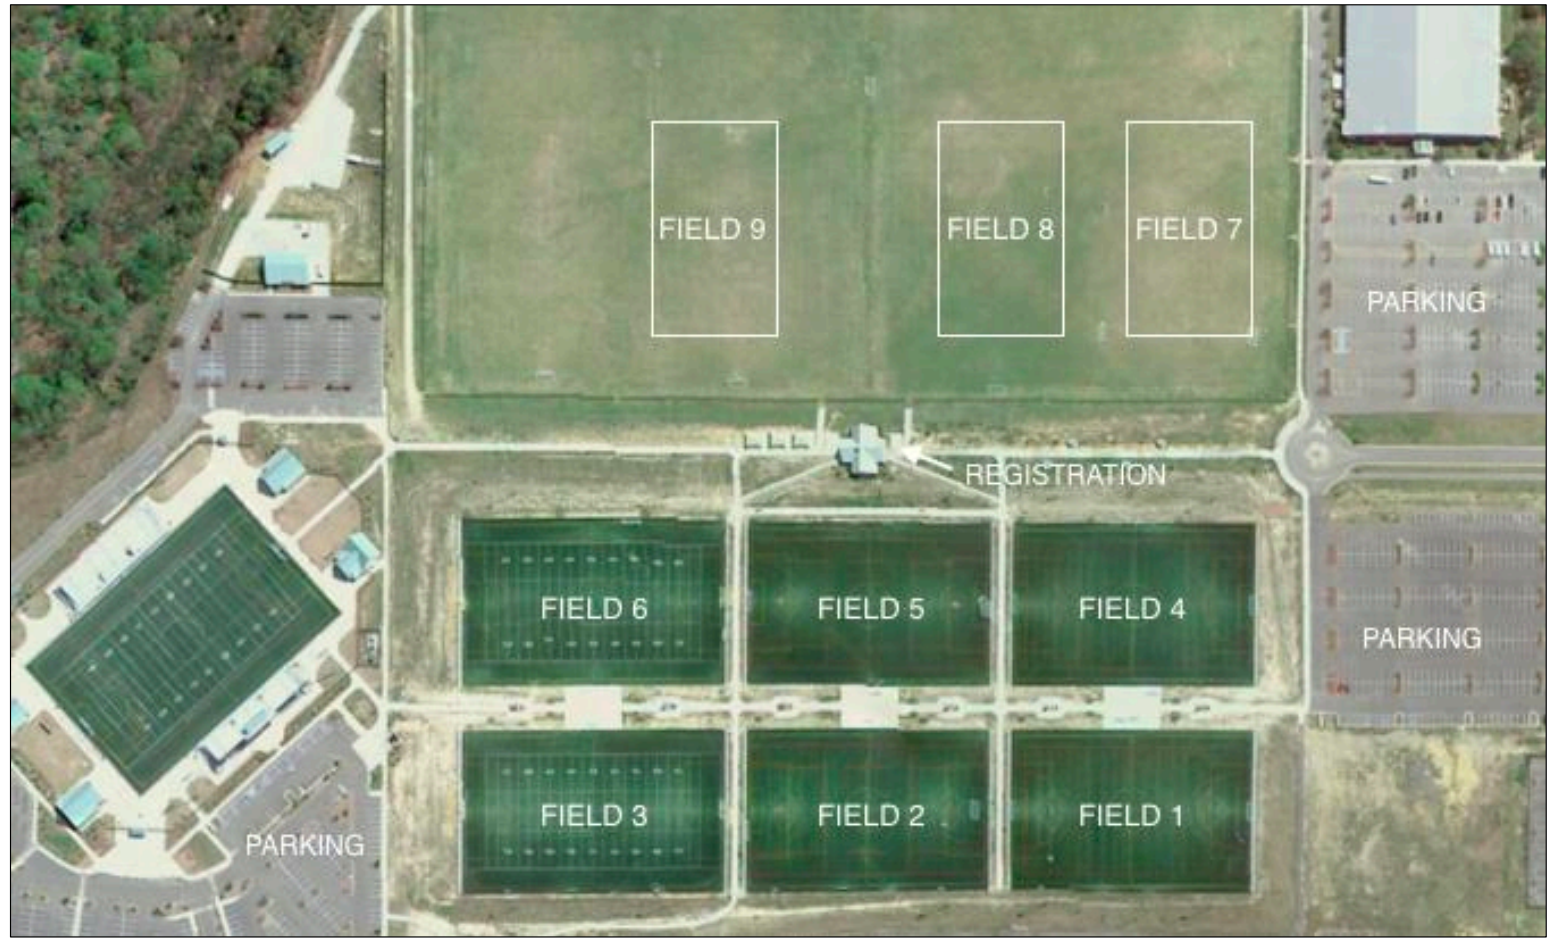 FIELD 9
FIELD 8
FIELD 7
PARKING
REGISTRATION
FIELD 6
FIELD 5
FIELD 4
PARKING
FIELD 3
FIELD 2
FIELD 1
PARKING